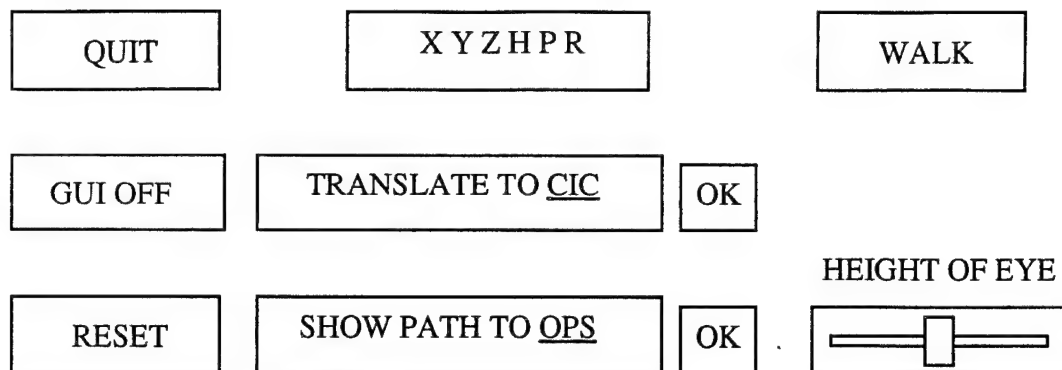 QUIT
X Y Z H P R
WALK
GUI OFF
TRANSLATE TO CIC
OK
HEIGHT OF EYE
RESET
SHOW PATH TO OPS
OK